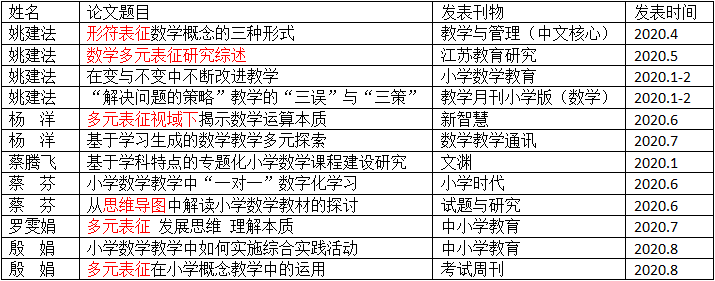 姓名 论文题目 发表刊物 发表时间
姚建法 形符表征数学概念的三种形式 教学与管理（中文核心） 2020.4
姚建法 数学多元表征研究综述 江苏教育研究 2020.5
姚建法 在变与不变中不断改进教学 小学数学教育 2020.1-2
姚建法 “解决问题的策略”教学的“三误”与“三策” 教学月刊小学版（数学） 2020.1-2
杨 洋 多元表征视域下揭示数学运算本质 新智慧 2020.6
杨 洋 基于学习生成的数学教学多元探索 数学教学通讯 2020.7
蔡腾飞 基于学科特点的专题化小学数学课程建设研究 文渊 2020.1
蔡 芬 小学数学教学中“一对一”数字化学习 小学时代 2020.6
蔡 芬 从思维导图中解读小学数学教材的探讨 试题与研究 2020.6
罗雯娟 多元表征 发展思维 理解本质 中小学教育 2020.7
殷 娟 小学数学教学中如何实施综合实践活动 中小学教育 2020.8
殷 娟 多元表征在小学概念教学中的运用 考试周刊 2020.8